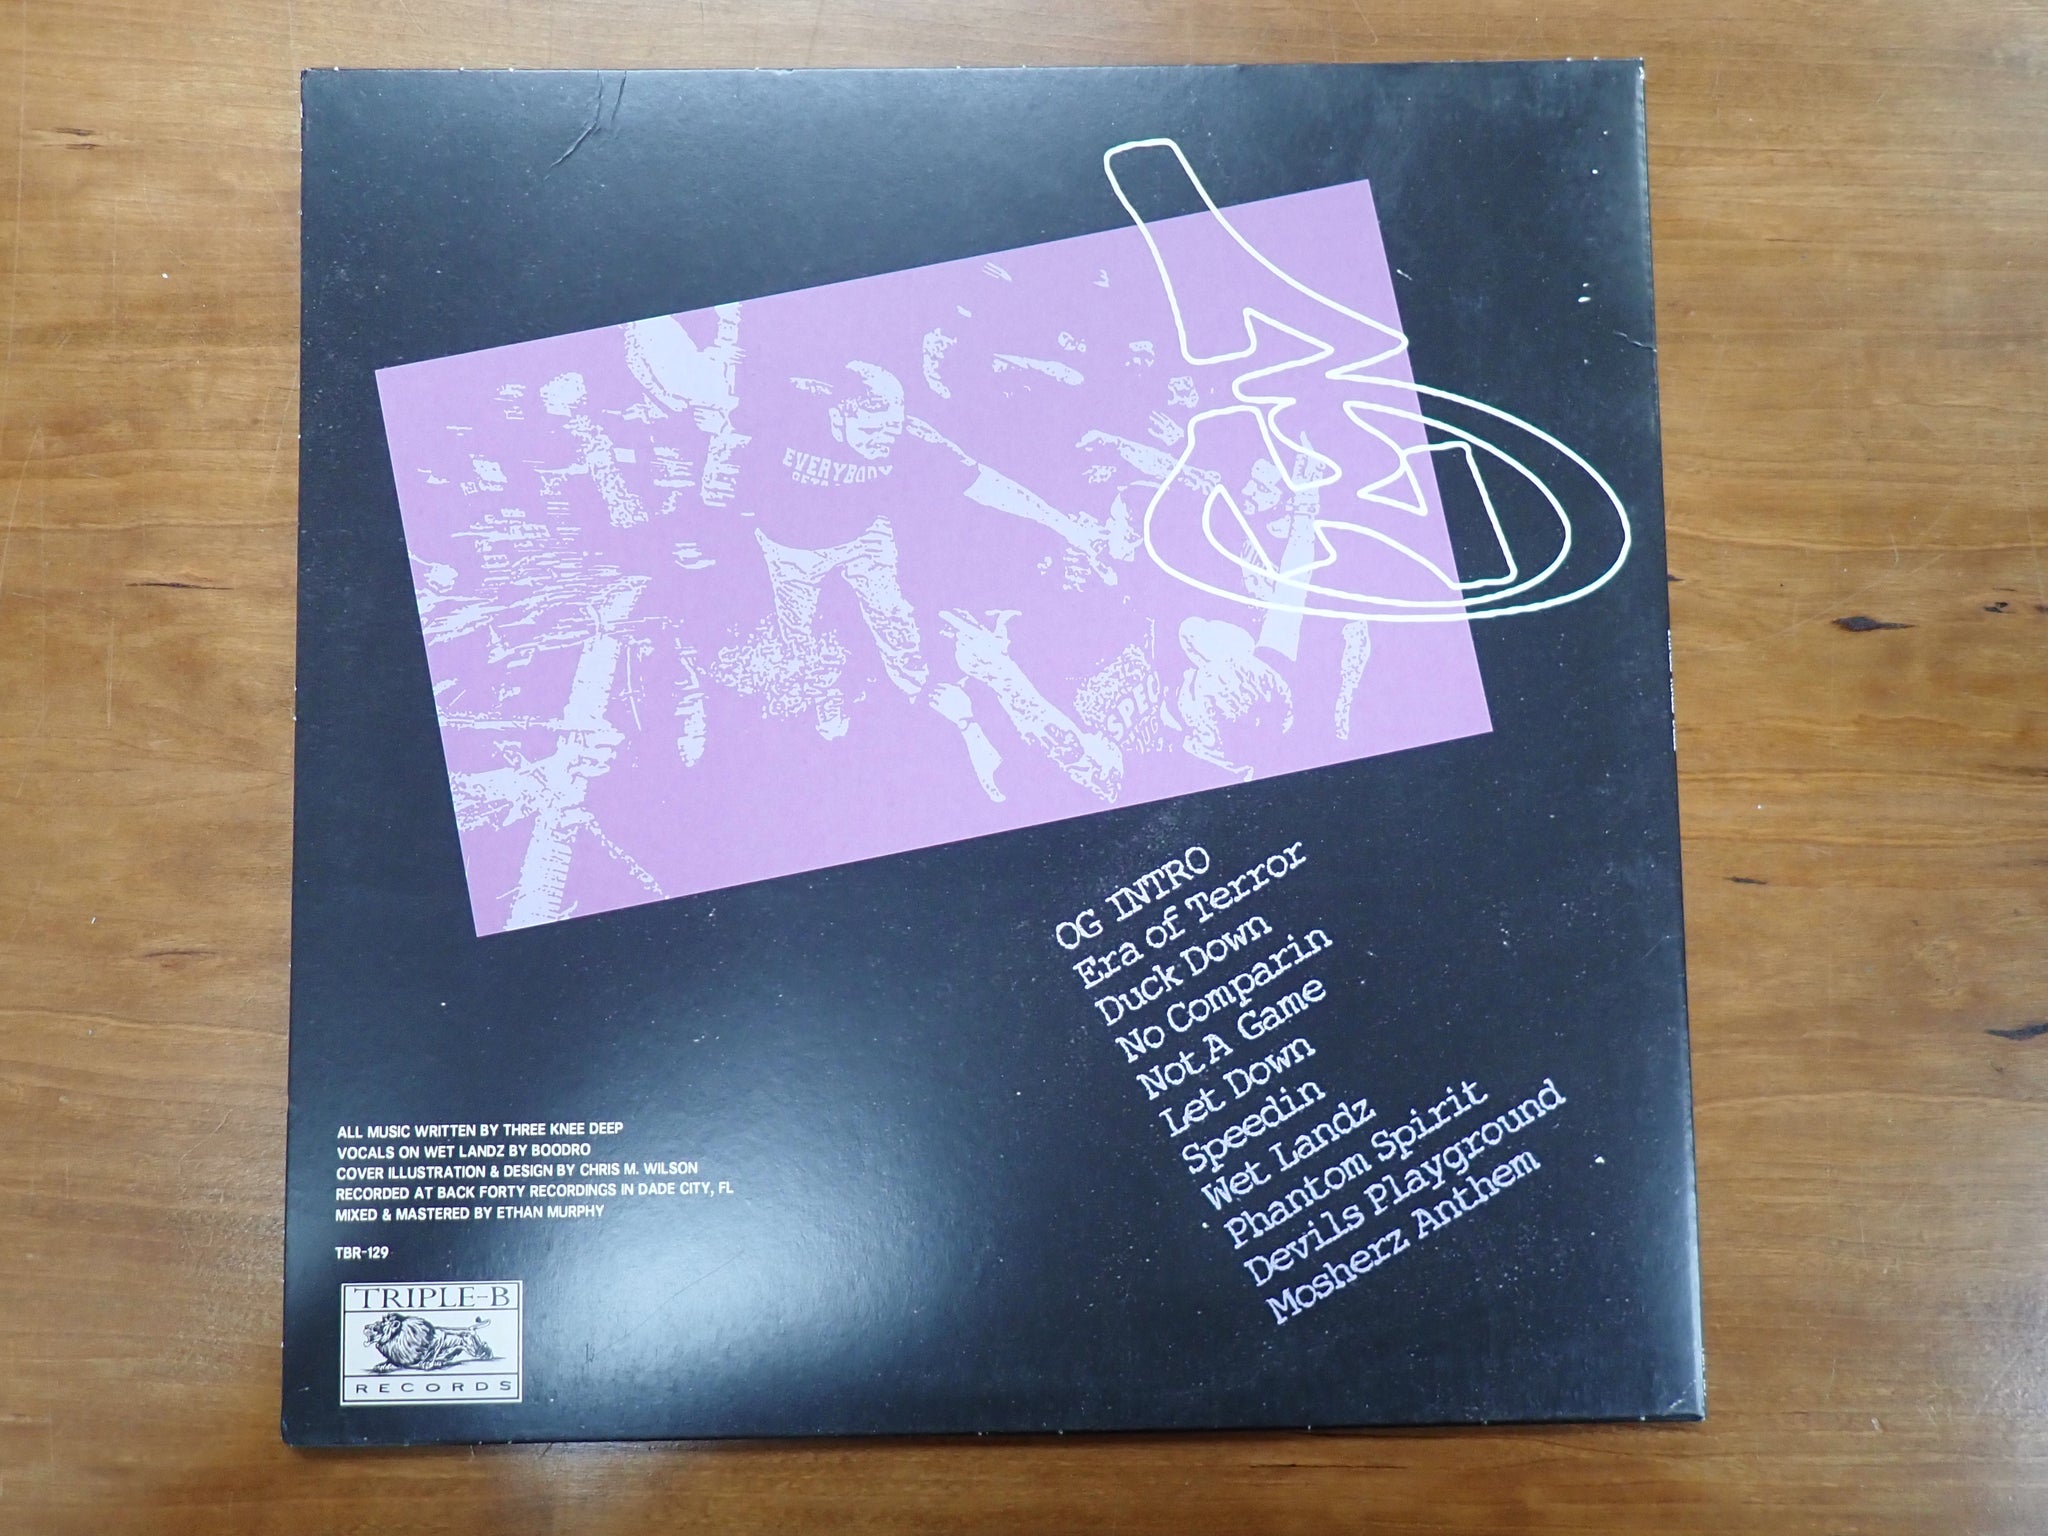 EVERYBODY
SPEC
OG INTRO
Era of Terror
Duck Down
No Comparin
Not A Game
Let Down
Speedin
Wet Landz
Phantom Spirit
Devils Playground
Mosherz Anthem
ALL MUSIC WRITTEN BY THREE KNEE DEEP
VOCALS ON WET LANDZ BY BOODRO
COVER ILLUSTRATION & DESIGN BY CHRIS M. WILSON
RECORDED AT BACK FORTY RECORDINGS IN DADE CITY, FL
MIXED & MASTERED BY ETHAN MURPHY
TBR-129
TRIPLE-B
RECORDS